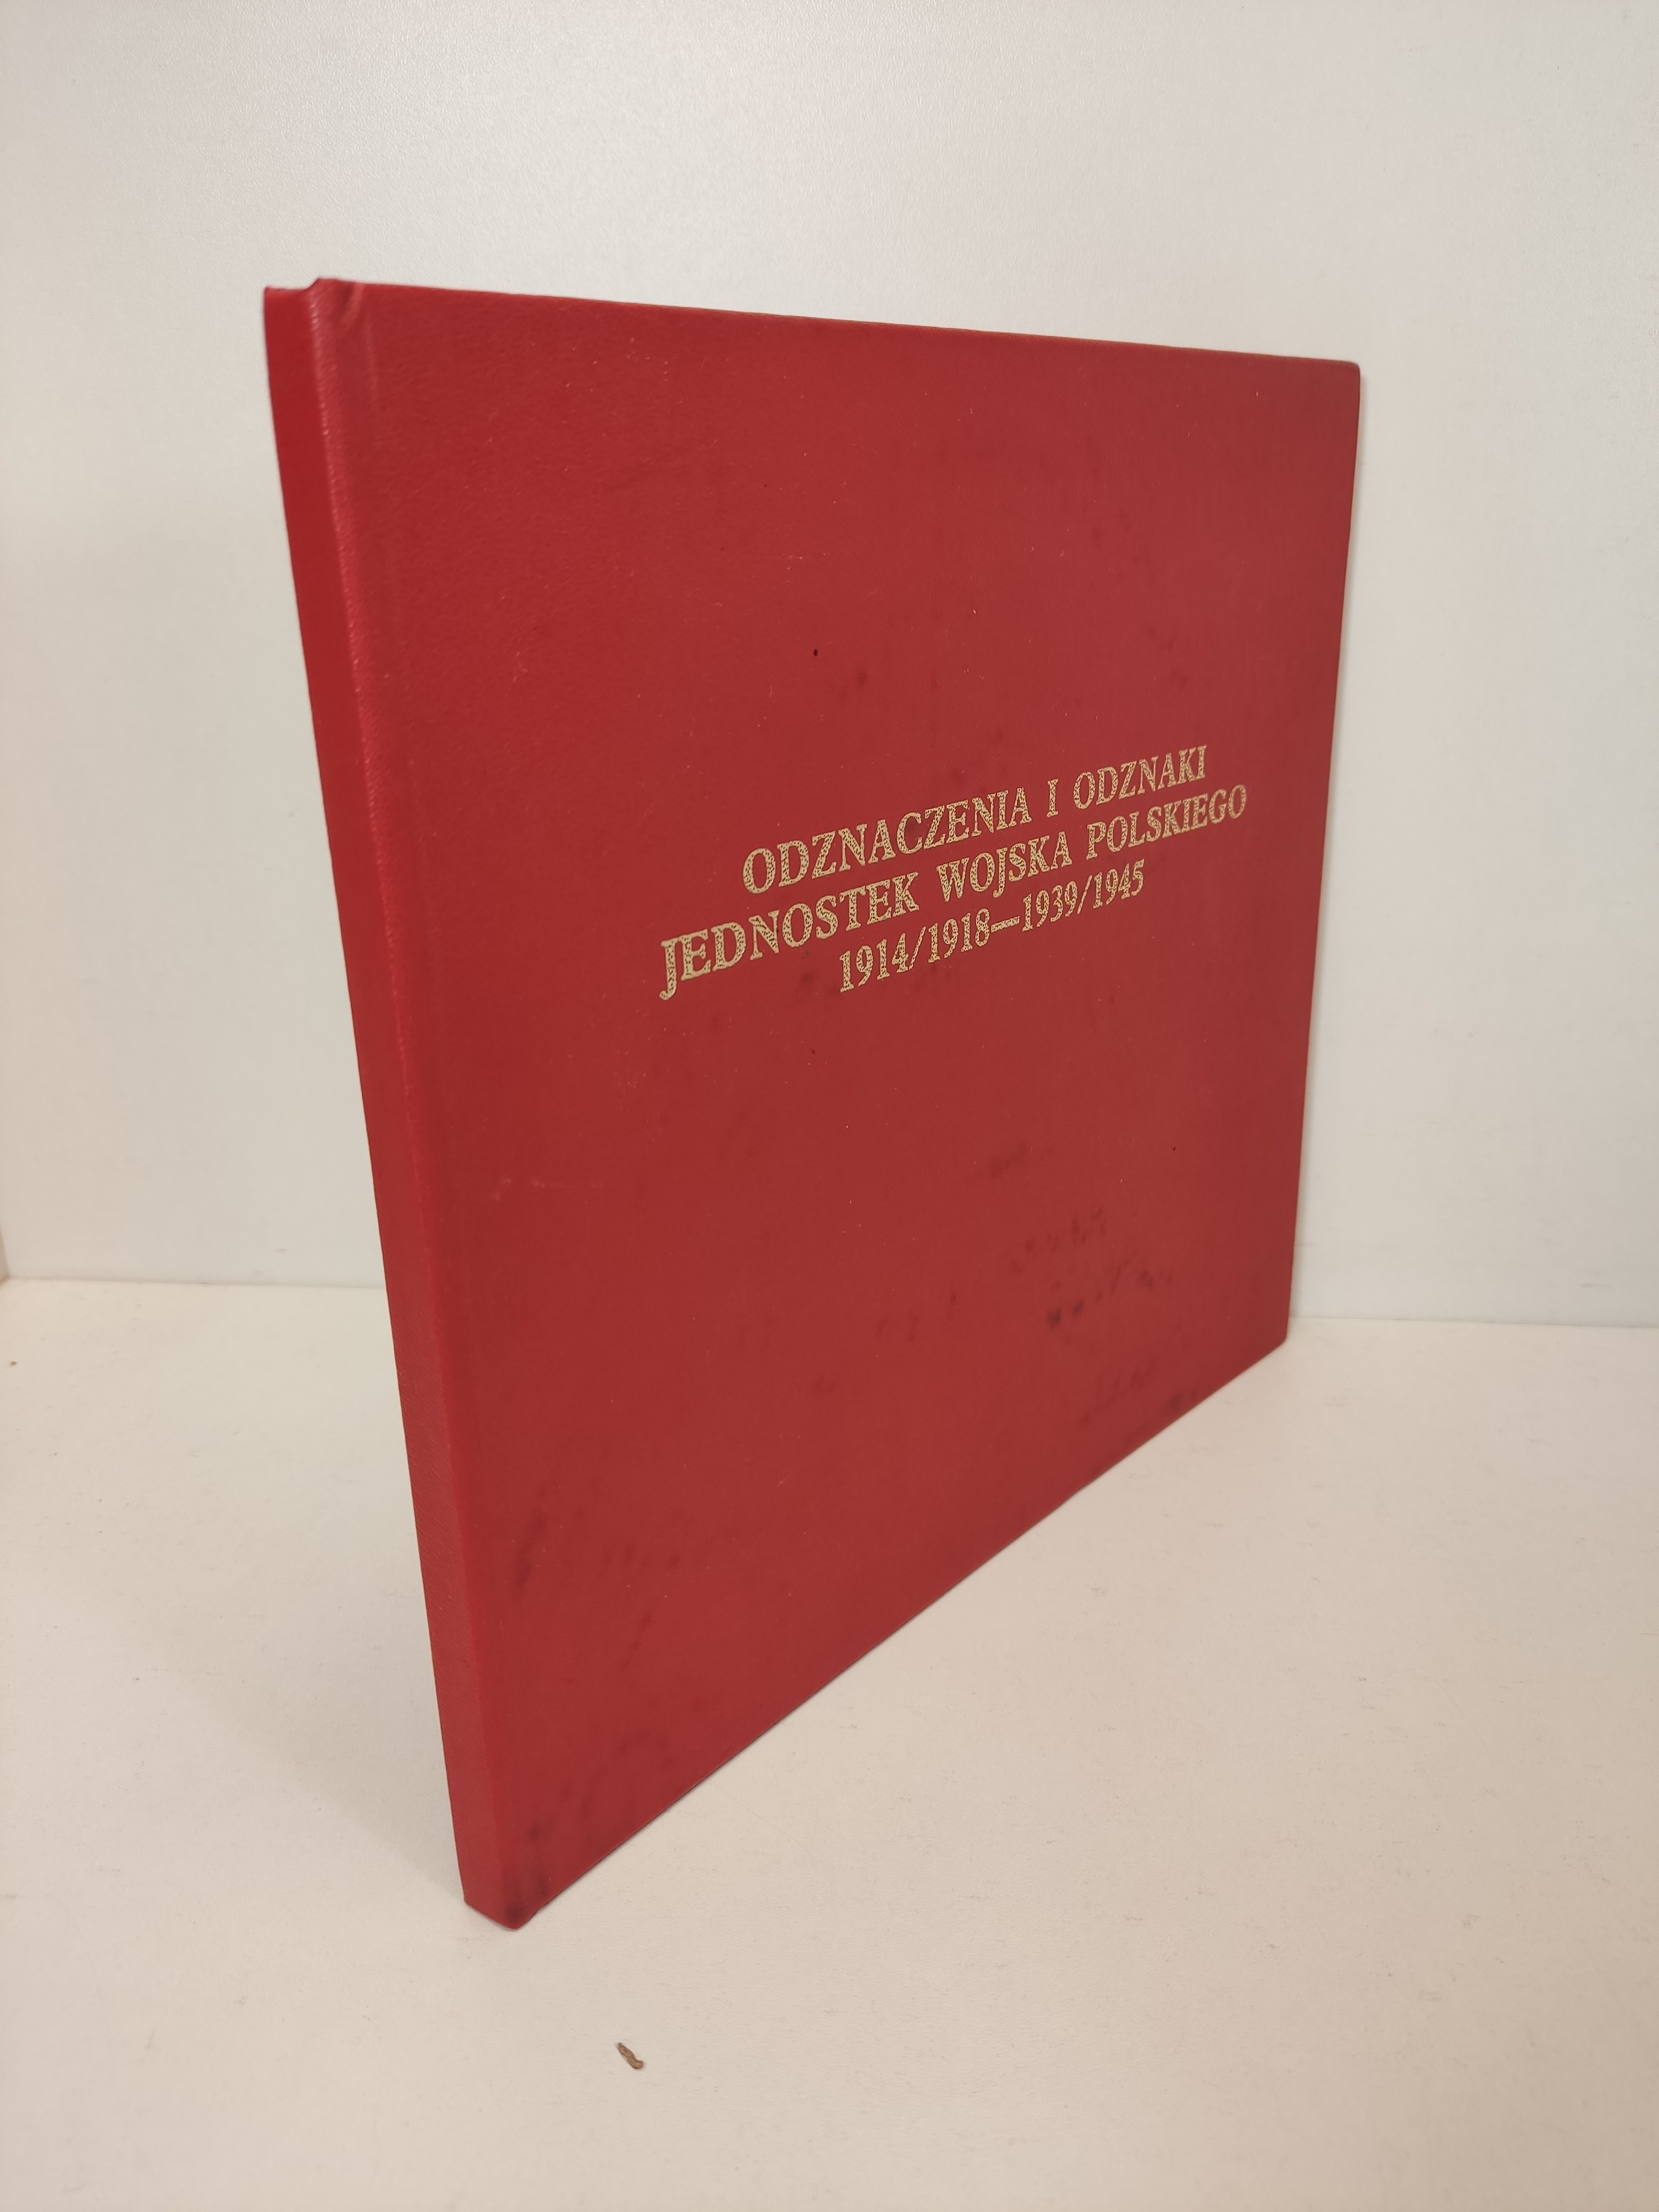 ODZNACZENIA I ODZNAKI
JEDNOSTEK WOJSKA POLSKIEGO
1914/1918—1939/1945